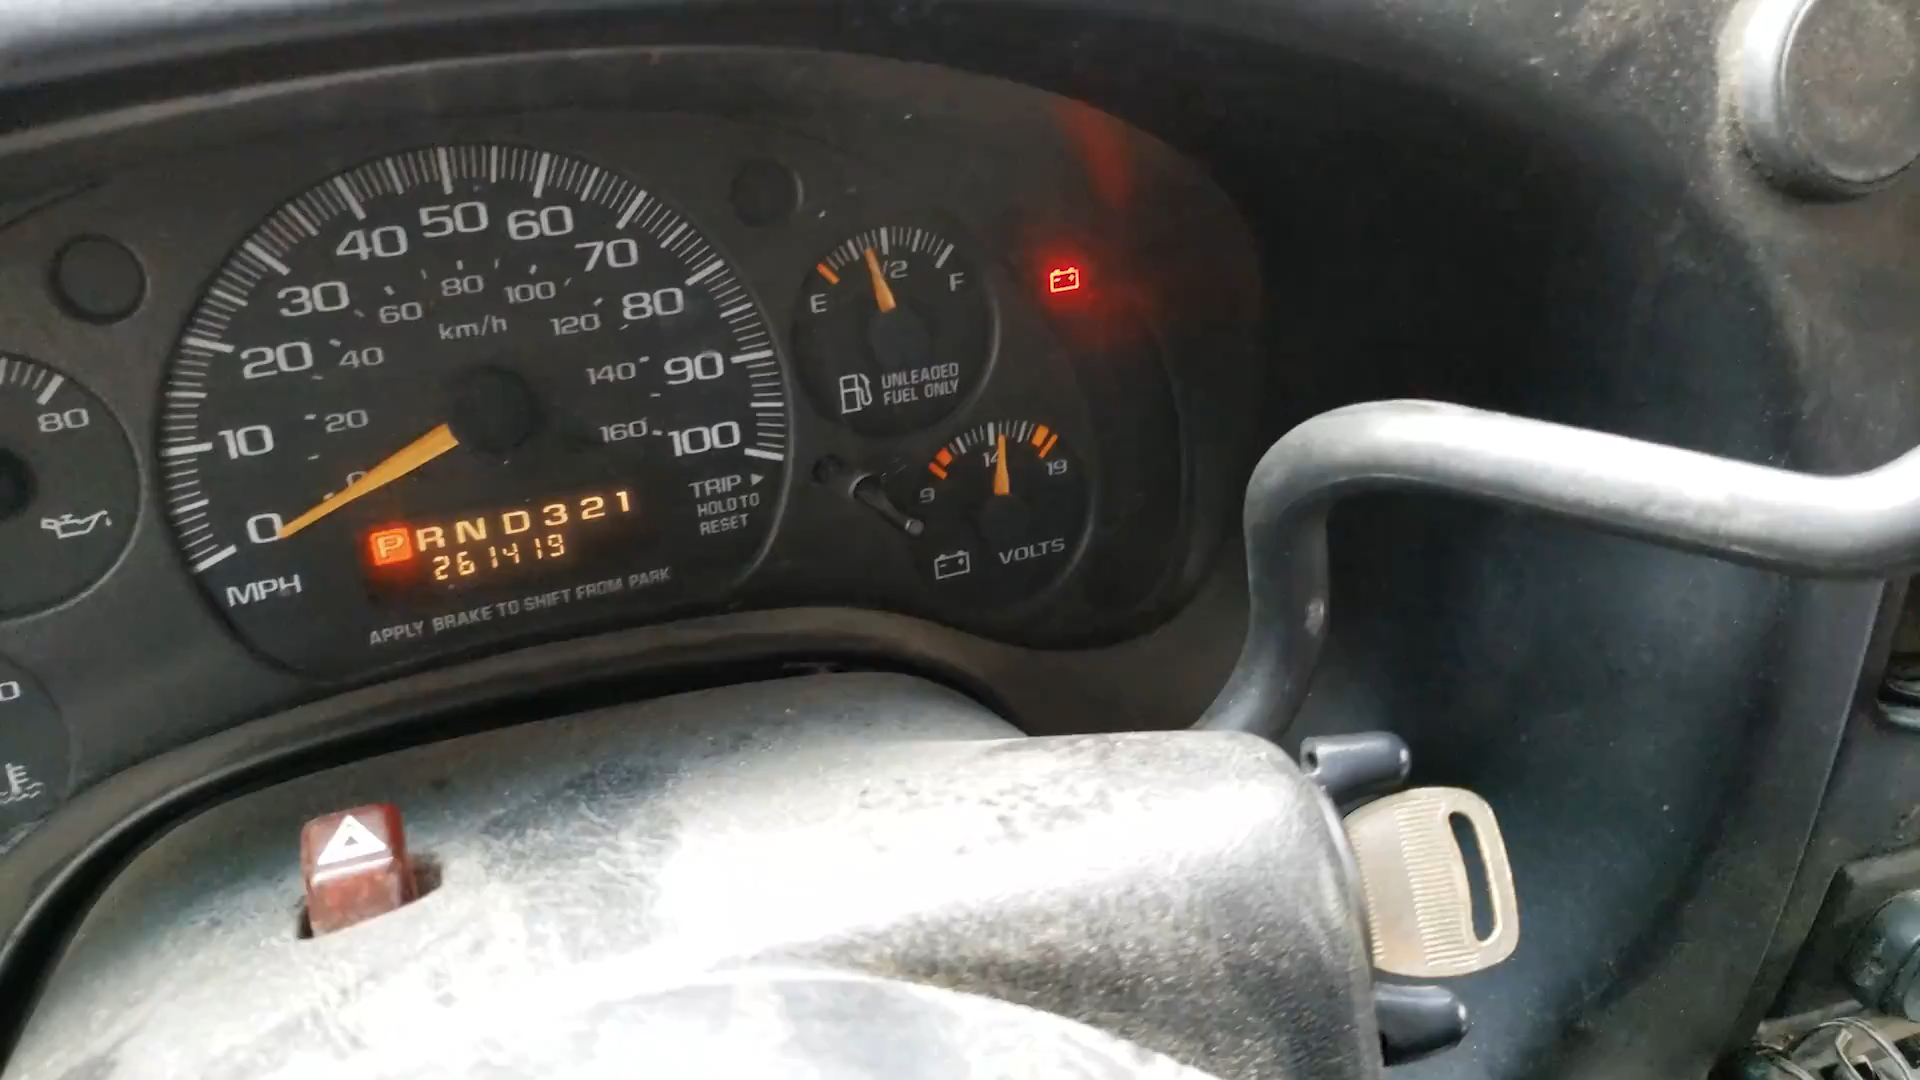 80
0
10
20
30
40
50
60
70
80
90
100
0
20
40
60
80
100
120
140
160
km/h
MPH
PRND321
261419
APPLY BRAKE TO SHIFT FROM PARK
TRIP
HOLD TO
RESET
E
1/2
F
UNLEADED
FUEL ONLY
9
14
19
VOLTS